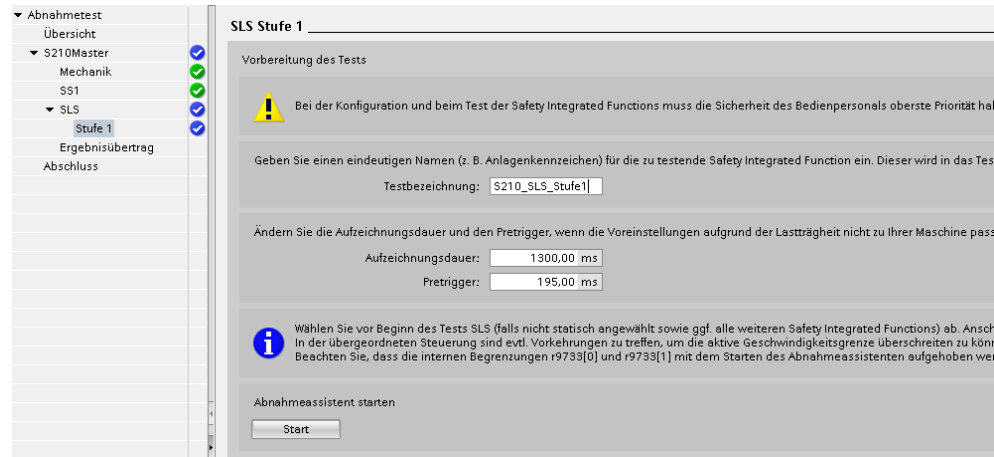 Abnahmetest
Übersicht
S210Master
Mechanik
SS1
SLS
Stufe 1
Ergebnisübertrag
Abschluss
SLS Stufe 1
Vorbereitung des Tests
Bei der Konfiguration und beim Test der Safety Integrated Functions muss die Sicherheit des Bedienpersonals oberste Priorität hal
Geben Sie einen eindeutigen Namen (z. B. Anlagenkennzeichen) für die zu testende Safety Integrated Function ein. Dieser wird in das Tes
Testbezeichnung: S210_SLS_Stufe1
Ändern Sie die Aufzeichnungsdauer und den Pretrigger, wenn die Voreinstellungen aufgrund der Lastträgheit nicht zu Ihrer Maschine pass
Aufzeichnungsdauer: 1300,00 ms
Pretrigger: 195,00 ms
Wählen Sie vor Beginn des Tests SLS (falls nicht statisch angewählt sowie ggf. alle weiteren Safety Integrated Functions) ab. Ansch
In der übergeordneten Steuerung sind evtl. Vorkehrungen zu treffen, um die aktive Geschwindigkeitsgrenze überschreiten zu könr
Beachten Sie, dass die internen Begrenzungen r9733[0] und r9733[1] mit dem Starten des Abnahmeassistenten aufgehoben wer
Abnahmeassistent starten
Start